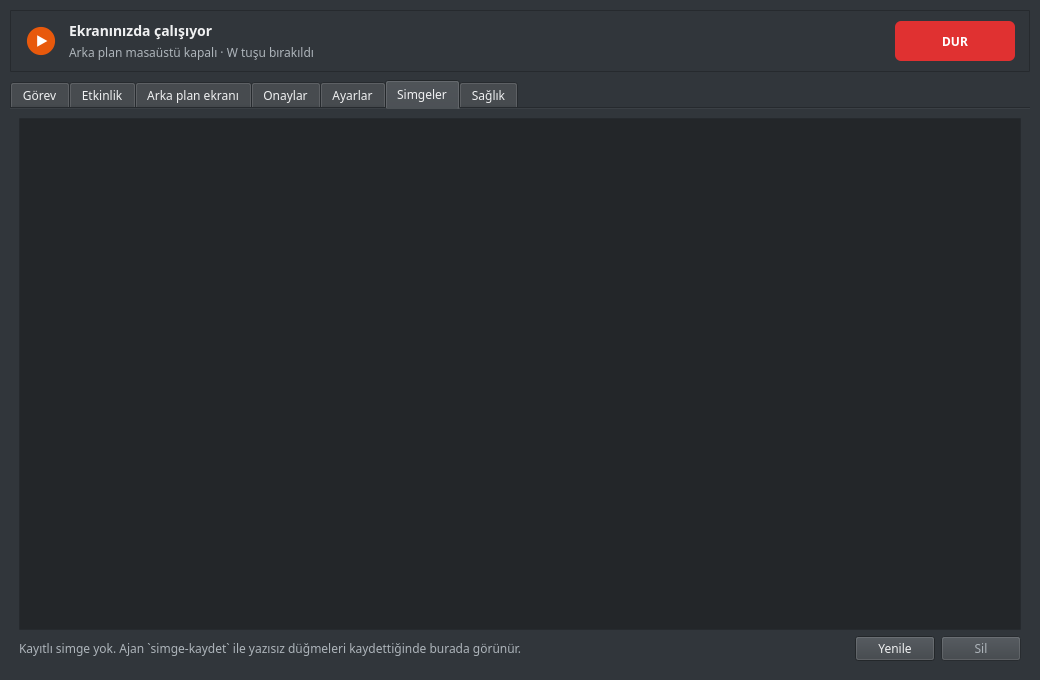 Ekranınızda çalışıyor
Arka plan masaüstü kapalı · W tuşu bırakıldı
DUR
Görev Etkinlik Arka plan ekranı Onaylar Ayarlar Simgeler Sağlık
Kayıtlı simge yok. Ajan `simge-kaydet` ile yazısız düğmeleri kaydettiğinde burada görünür.
Yenile Sil